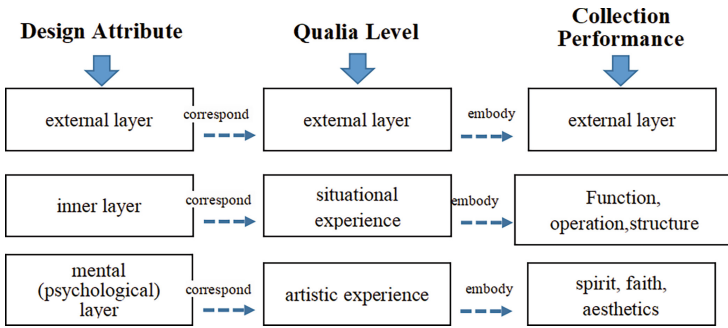 Design Attribute
Qualia Level
Collection
Performance
external layer
correspond
external layer
embody
external layer
inner layer
correspond
situational
experience
embody
Function,
operation,structure
mental
(psychological)
layer
correspond
artistic experience
embody
spirit, faith,
aesthetics